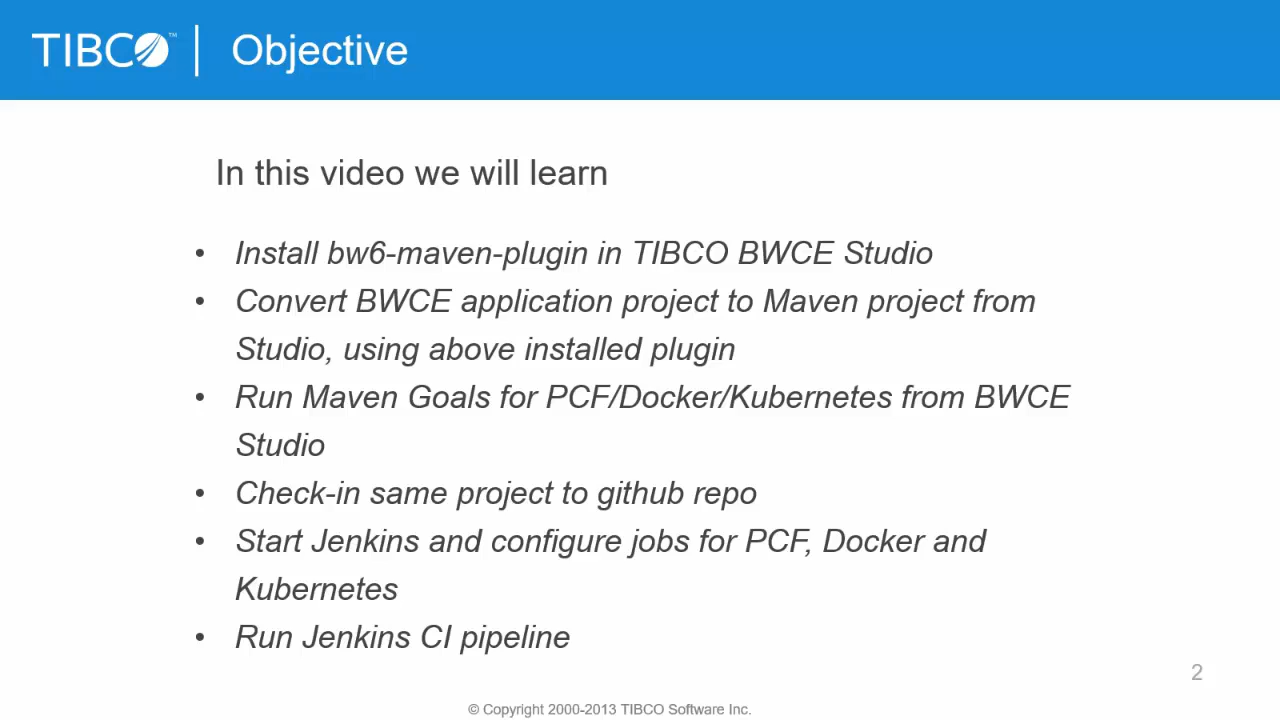 TIBCO™ | Objective
In this video we will learn
• Install bw6-maven-plugin in TIBCO BWCE Studio
• Convert BWCE application project to Maven project from
Studio, using above installed plugin
• Run Maven Goals for PCF/Docker/Kubernetes from BWCE
Studio
• Check-in same project to github repo
• Start Jenkins and configure jobs for PCF, Docker and
Kubernetes
• Run Jenkins CI pipeline
2
© Copyright 2000-2013 TIBCO Software Inc.